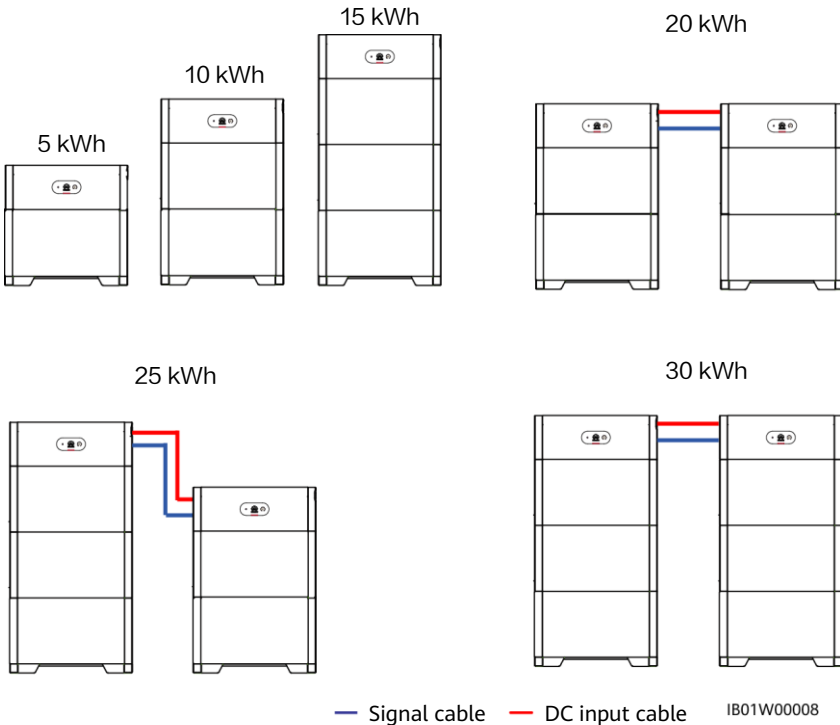 15 kWh
20 kWh
10 kWh
5 kWh
25 kWh
30 kWh
Signal cable
DC input cable
IB01W00008